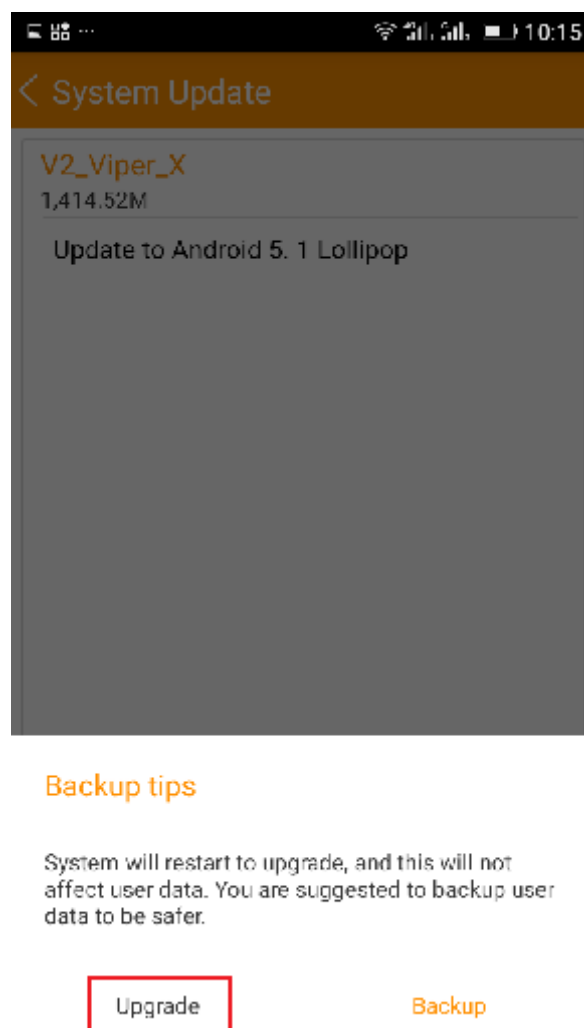 10:15
System Update
V2_Viper_X
1,414.52M
Update to Android 5. 1 Lollipop
Backup tips
System will restart to upgrade, and this will not
affect user data. You are suggested to backup user
data to be safer.
Upgrade Backup